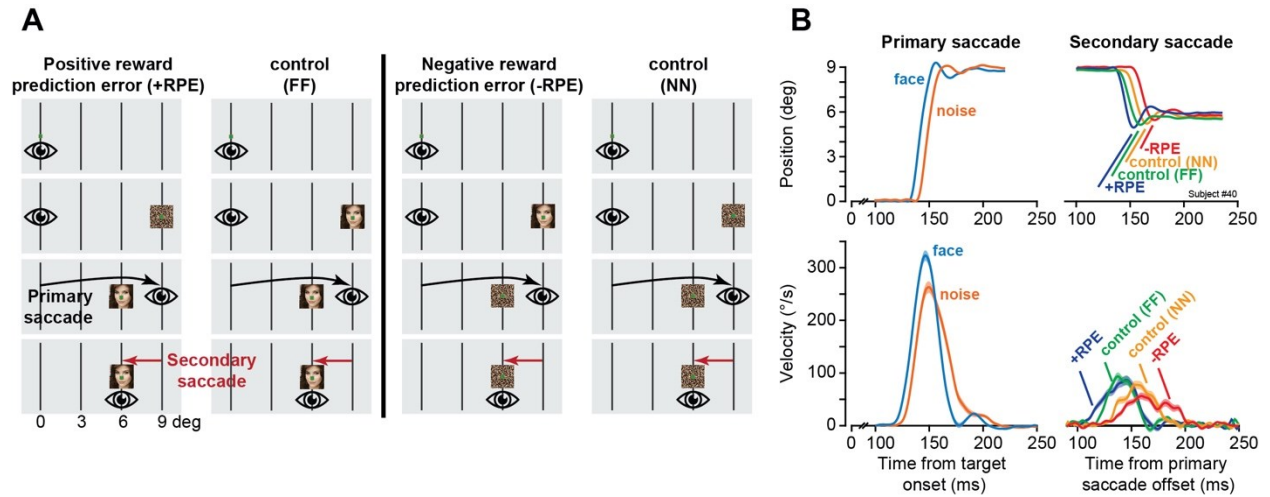 A
Positive reward
prediction error (+RPE)
control
(FF)
Negative reward
prediction error (-RPE)
control
(NN)
Primary
saccade
Secondary
saccade
0 3 6 9 deg
B
Primary saccade
Secondary saccade
Position (deg)
9
6
3
0
face
noise
0 100 150 200 250
-RPE
control (NN)
control (FF)
+RPE
Subject #40
0 100 150 200 250
Velocity (°/s)
300
200
100
0
face
noise
0 100 150 200 250
Time from target
onset (ms)
+RPE
control (FF)
control (NN)
-RPE
0 100 150 200 250
Time from primary
saccade offset (ms)